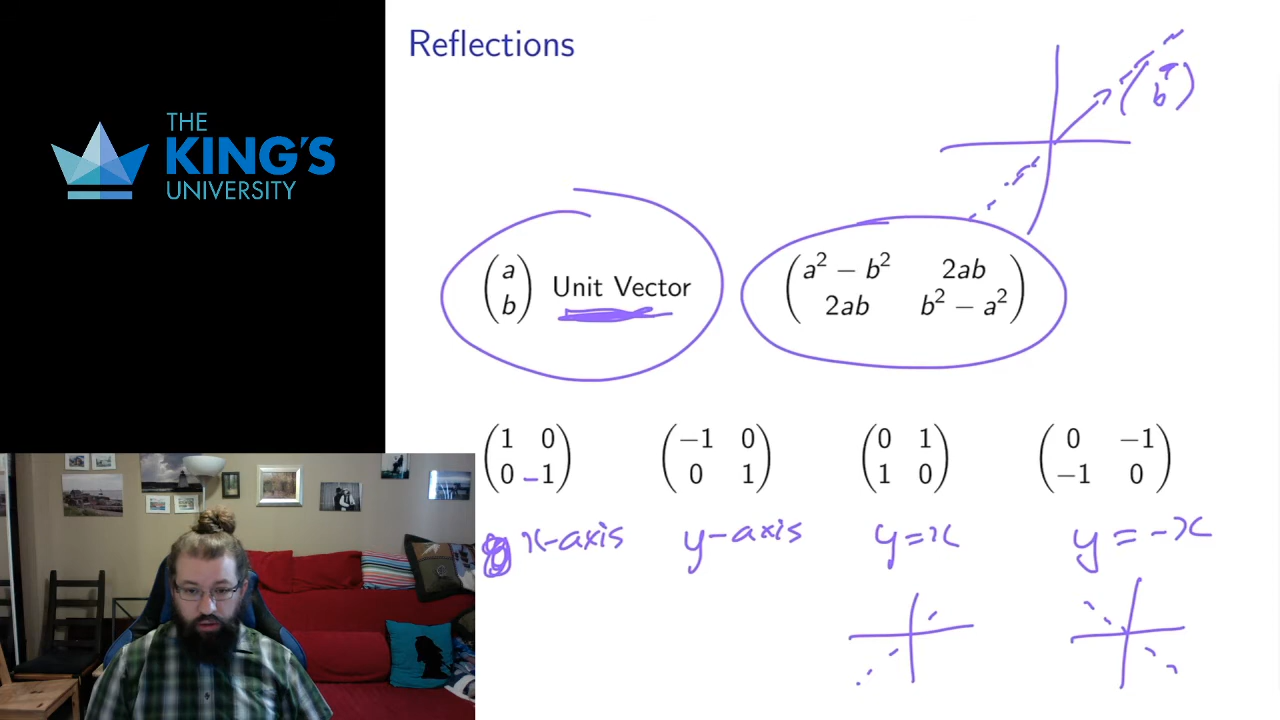 THE
KING'S
UNIVERSITY
Reflections
(a
b)
(a
b) Unit Vector
(a² − b² 2ab
2ab b² − a²)
(1 0
0 -1)
(−1 0
0 1)
(0 1
1 0)
(0 −1
−1 0)
x-axis
y-axis
y=x
y=-x